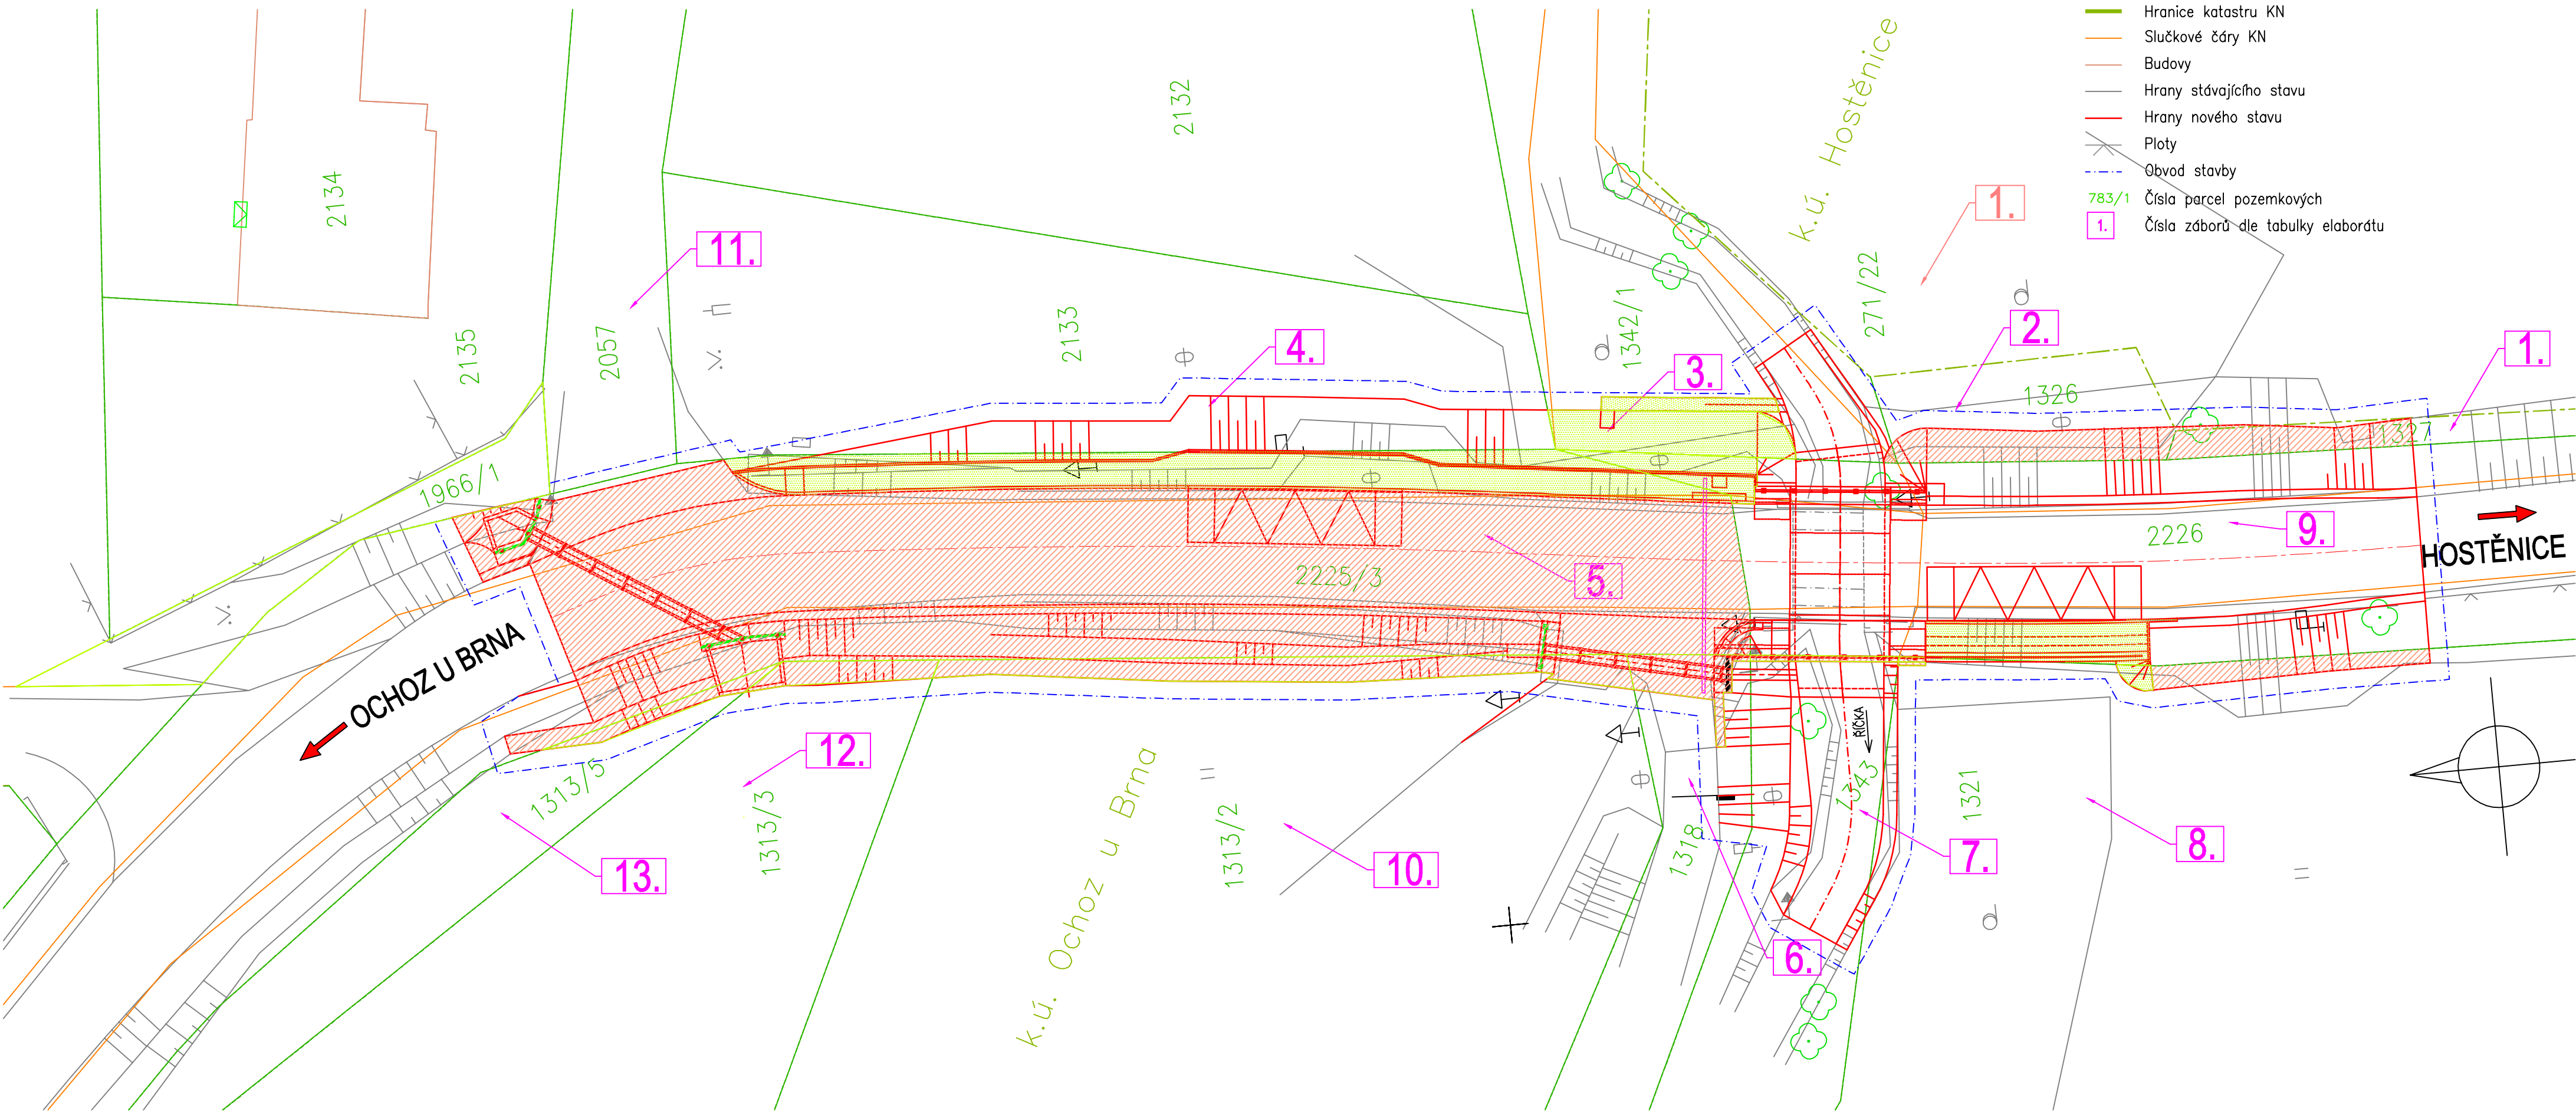 Hranice katastru KN
Slučkové čáry KN
Budovy
Hrany stávajícího stavu
Hrany nového stavu
Ploty
Obvod stavby
783/1 Čísla parcel pozemkových
1. Čísla záborů dle tabulky elaborátu
k.ú. Hostěnice
2132
2134
1.
11.
271/22
2.
1342/1
2133
4.
1.
2135
2057
3.
1326
1327
1966/1
2226
9.
HOSTĚNICE
2225/3
5.
OCHOZ U BRNA
ŘÍČKA
12.
1313/5
1313/3
k.ú. Ochoz u Brna
1313/2
1343
1321
1318
13.
10.
7.
8.
6.